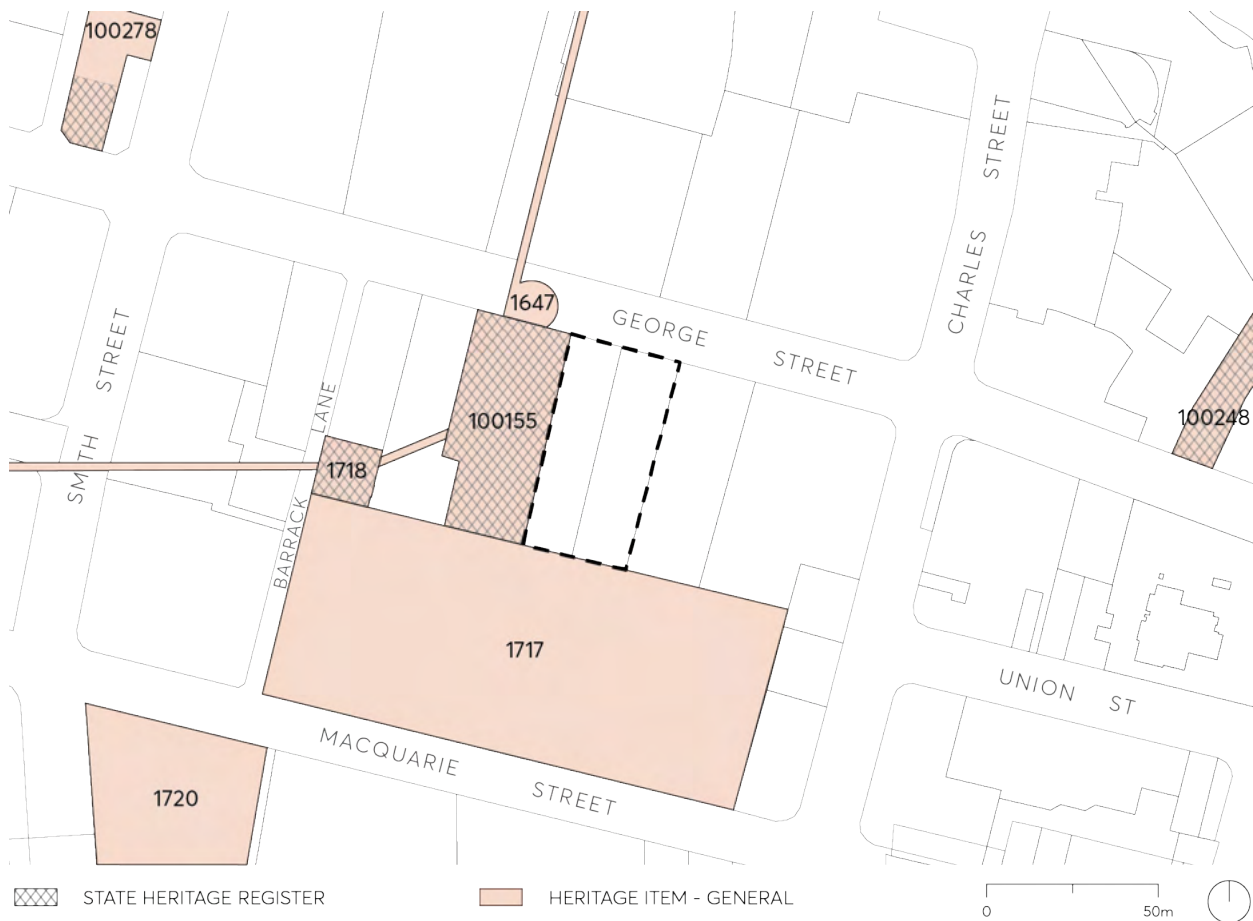 100278
CHARLES STREET
1647
GEORGE STREET
SMITH STREET
100155
100248
LANE
BARRACK
1718
1717
UNION ST
MACQUARIE STREET
1720
STATE HERITAGE REGISTER
HERITAGE ITEM - GENERAL
0
50m